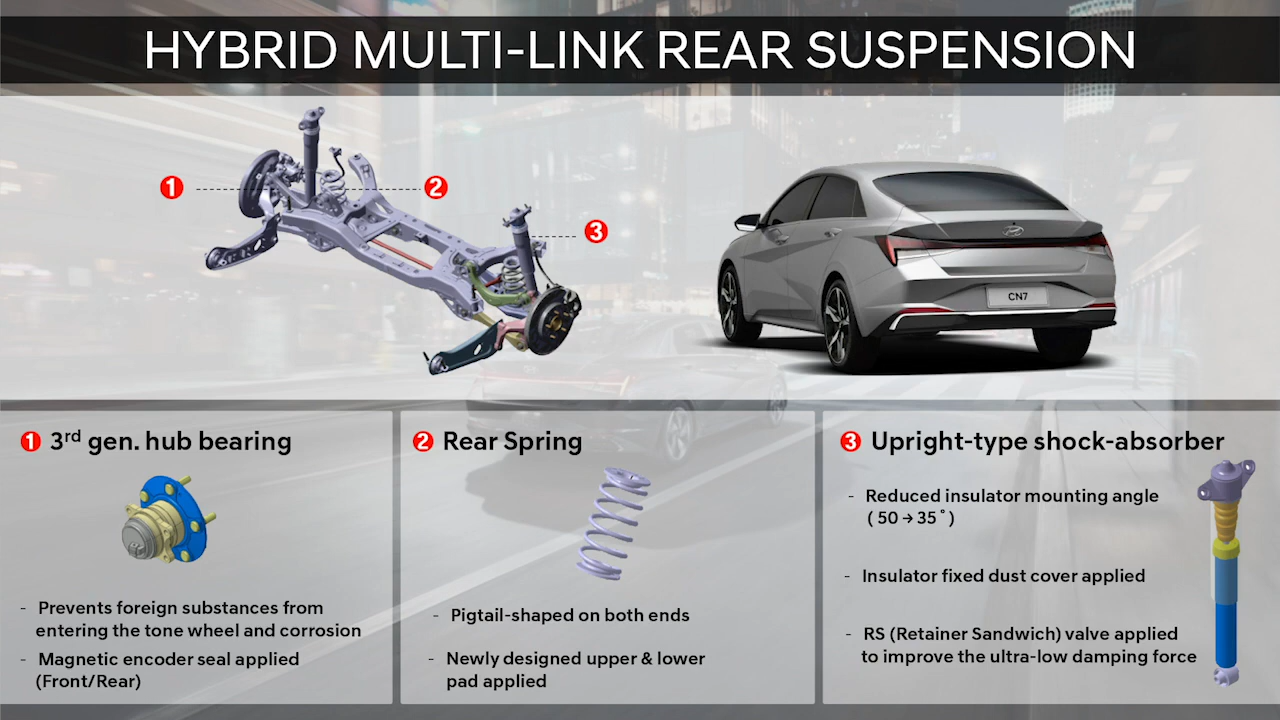 HYBRID MULTI-LINK REAR SUSPENSION
1
2
3
CN7
1 3rd gen. hub bearing
- Prevents foreign substances from
entering the tone wheel and corrosion
- Magnetic encoder seal applied
(Front/Rear)
2 Rear Spring
- Pigtail-shaped on both ends
- Newly designed upper & lower
pad applied
3 Upright-type shock-absorber
- Reduced insulator mounting angle
( 50 → 35˚)
- Insulator fixed dust cover applied
- RS (Retainer Sandwich) valve applied
to improve the ultra-low damping force